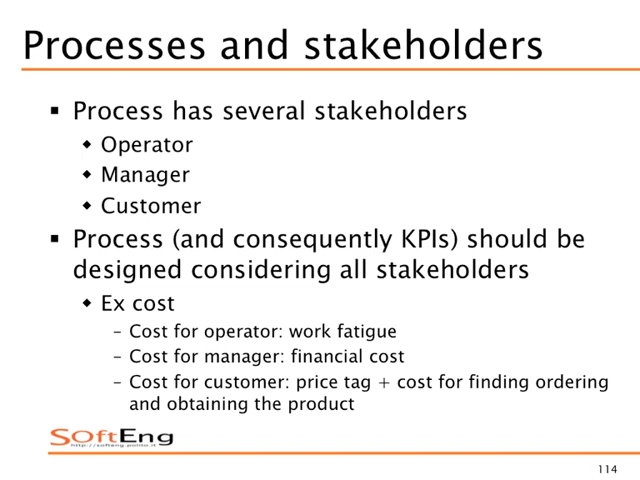 Processes and stakeholders
▪ Process has several stakeholders
◆ Operator
◆ Manager
◆ Customer
▪ Process (and consequently KPIs) should be
designed considering all stakeholders
◆ Ex cost
– Cost for operator: work fatigue
– Cost for manager: financial cost
– Cost for customer: price tag + cost for finding ordering
and obtaining the product
SOftEng
http://softeng.polito.it
114